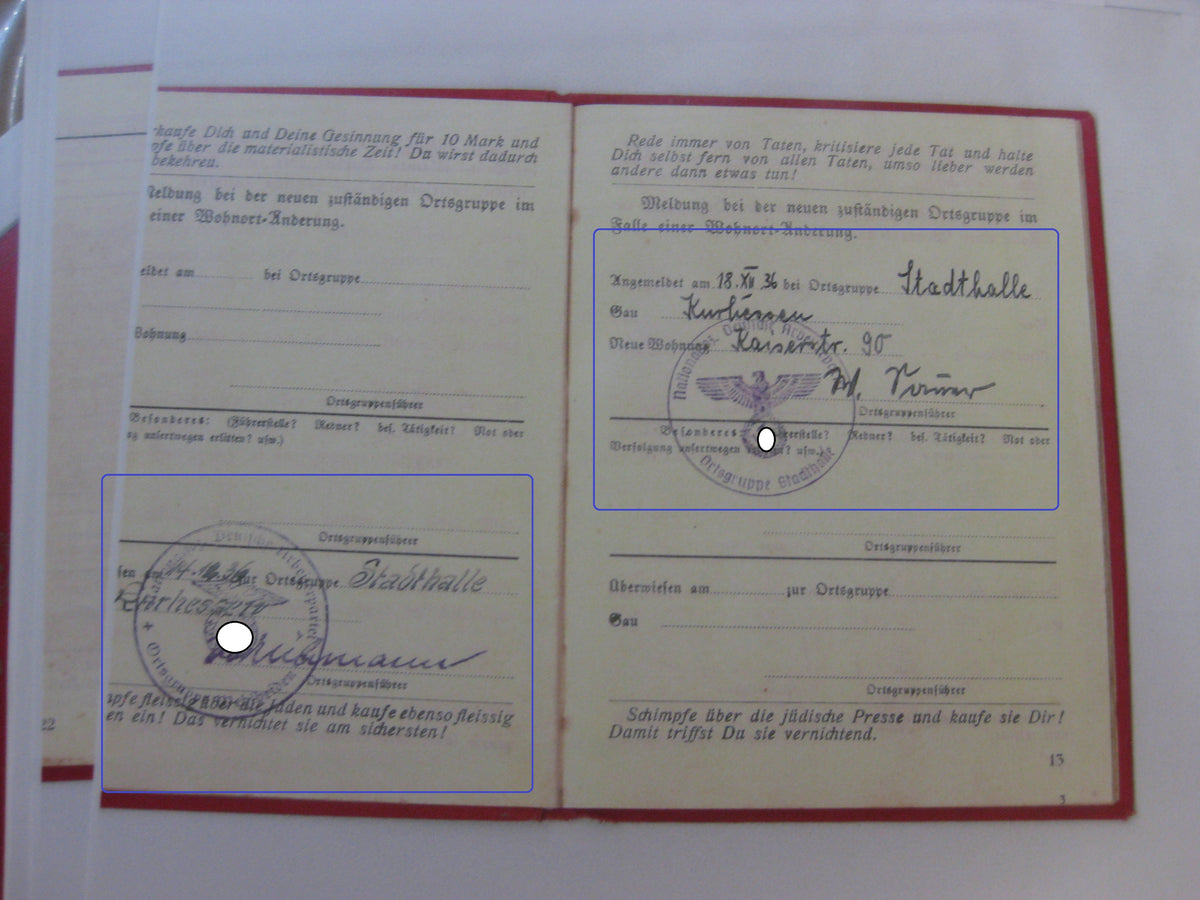 kaufe Dich und Deine Gesinnung für 10 Mark und
über die materialistische Zeit! Du wirst dadurch
bekehren.
Meldung bei der neuen zuständigen Ortsgruppe im
einer Wohnort-Änderung.
eldet am bei Ortsgruppe
Wohnung
Ortsgruppenführer
Besonderes: (Führerstelle? Redner? bes. Tätigkeit? Not oder
unsertwegen erlitten? usw.)
Ortsgruppenführer
zur Ortsgruppe Stadthalle
Kurhessen
Ortsgruppenführer
fleissig über die Juden und kaufe ebenso fleissig
en ein! Das vernichtet sie am sichersten!
22
Rede immer von Taten, kritisiere jede Tat und halte
Dich selbst fern von allen Taten, umso lieber werden
andere dann etwas tun!
Meldung bei der neuen zuständigen Ortsgruppe im
Falle einer Wohnort-Änderung.
Angemeldet am 18.XII 36 bei Ortsgruppe Stadthalle
Gau Kurhessen
Neue Wohnung Kaiserstr. 90
Ortsgruppenführer
Besonderes: Redner? bes. Tätigkeit? Not oder
Verfolgung unsertwegen usw.)
Ortsgruppe Stadthalle
Ortsgruppenführer
Überwiesen am zur Ortsgruppe
Gau
Ortsgruppenführer
Schimpfe über die jüdische Presse und kaufe sie Dir!
Damit triffst Du sie vernichtend.
13
3